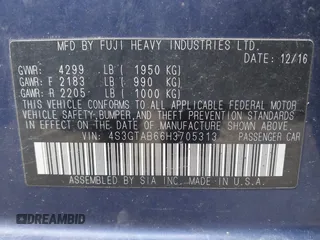 MFD BY FUJI HEAVY INDUSTRIES LTD.
DATE: 12/16
GVWR: 4299 LB( 1950 KG)
GAWR: F 2183 LB( 990 KG)
GAWR: R 2205 LB( 1000 KG)
THIS VEHICLE CONFORMS TO ALL APPLICABLE FEDERAL MOTOR
VEHICLE SAFETY, BUMPER, AND THEFT PREVENTION STANDARDS
IN EFFECT ON THE DATE OF MANUFACTURE SHOWN ABOVE.
VIN: 4S3GTAB66H3705313 PASSENGER CAR
ASSEMBLED BY SIA INC. IN U.S.A.
DREAMBID